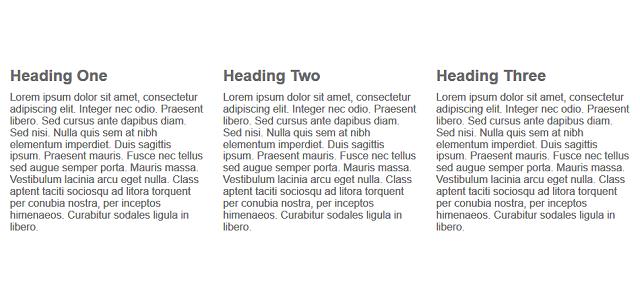 Heading One
Lorem ipsum dolor sit amet, consectetur
adipiscing elit. Integer nec odio. Praesent
libero. Sed cursus ante dapibus diam.
Sed nisi. Nulla quis sem at nibh
elementum imperdiet. Duis sagittis
ipsum. Praesent mauris. Fusce nec tellus
sed augue semper porta. Mauris massa.
Vestibulum lacinia arcu eget nulla. Class
aptent taciti sociosqu ad litora torquent
per conubia nostra, per inceptos
himenaeos. Curabitur sodales ligula in
libero.
Heading Two
Lorem ipsum dolor sit amet, consectetur
adipiscing elit. Integer nec odio. Praesent
libero. Sed cursus ante dapibus diam.
Sed nisi. Nulla quis sem at nibh
elementum imperdiet. Duis sagittis
ipsum. Praesent mauris. Fusce nec tellus
sed augue semper porta. Mauris massa.
Vestibulum lacinia arcu eget nulla. Class
aptent taciti sociosqu ad litora torquent
per conubia nostra, per inceptos
himenaeos. Curabitur sodales ligula in
libero.
Heading Three
Lorem ipsum dolor sit amet, consectetur
adipiscing elit. Integer nec odio. Praesent
libero. Sed cursus ante dapibus diam.
Sed nisi. Nulla quis sem at nibh
elementum imperdiet. Duis sagittis
ipsum. Praesent mauris. Fusce nec tellus
sed augue semper porta. Mauris massa.
Vestibulum lacinia arcu eget nulla. Class
aptent taciti sociosqu ad litora torquent
per conubia nostra, per inceptos
himenaeos. Curabitur sodales ligula in
libero.